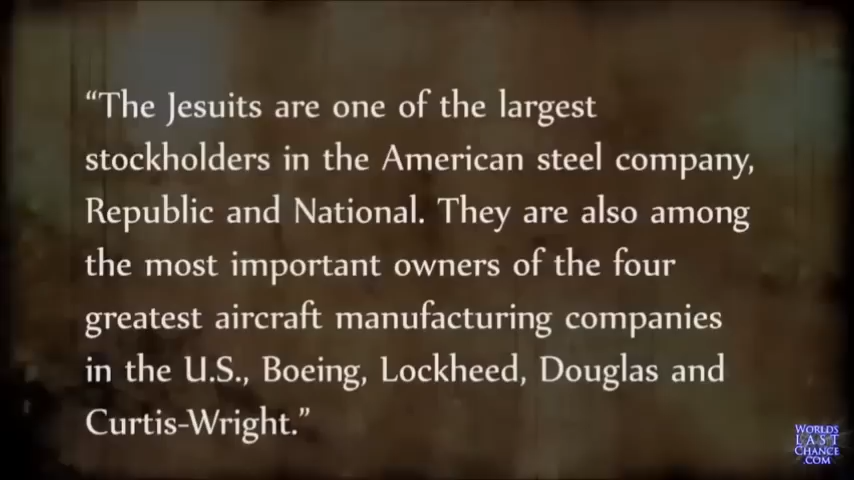 “The Jesuits are one of the largest
stockholders in the American steel company,
Republic and National. They are also among
the most important owners of the four
greatest aircraft manufacturing companies
in the U.S., Boeing, Lockheed, Douglas and
Curtis-Wright.”
WORLD'S
LAST
CHANCE
.COM